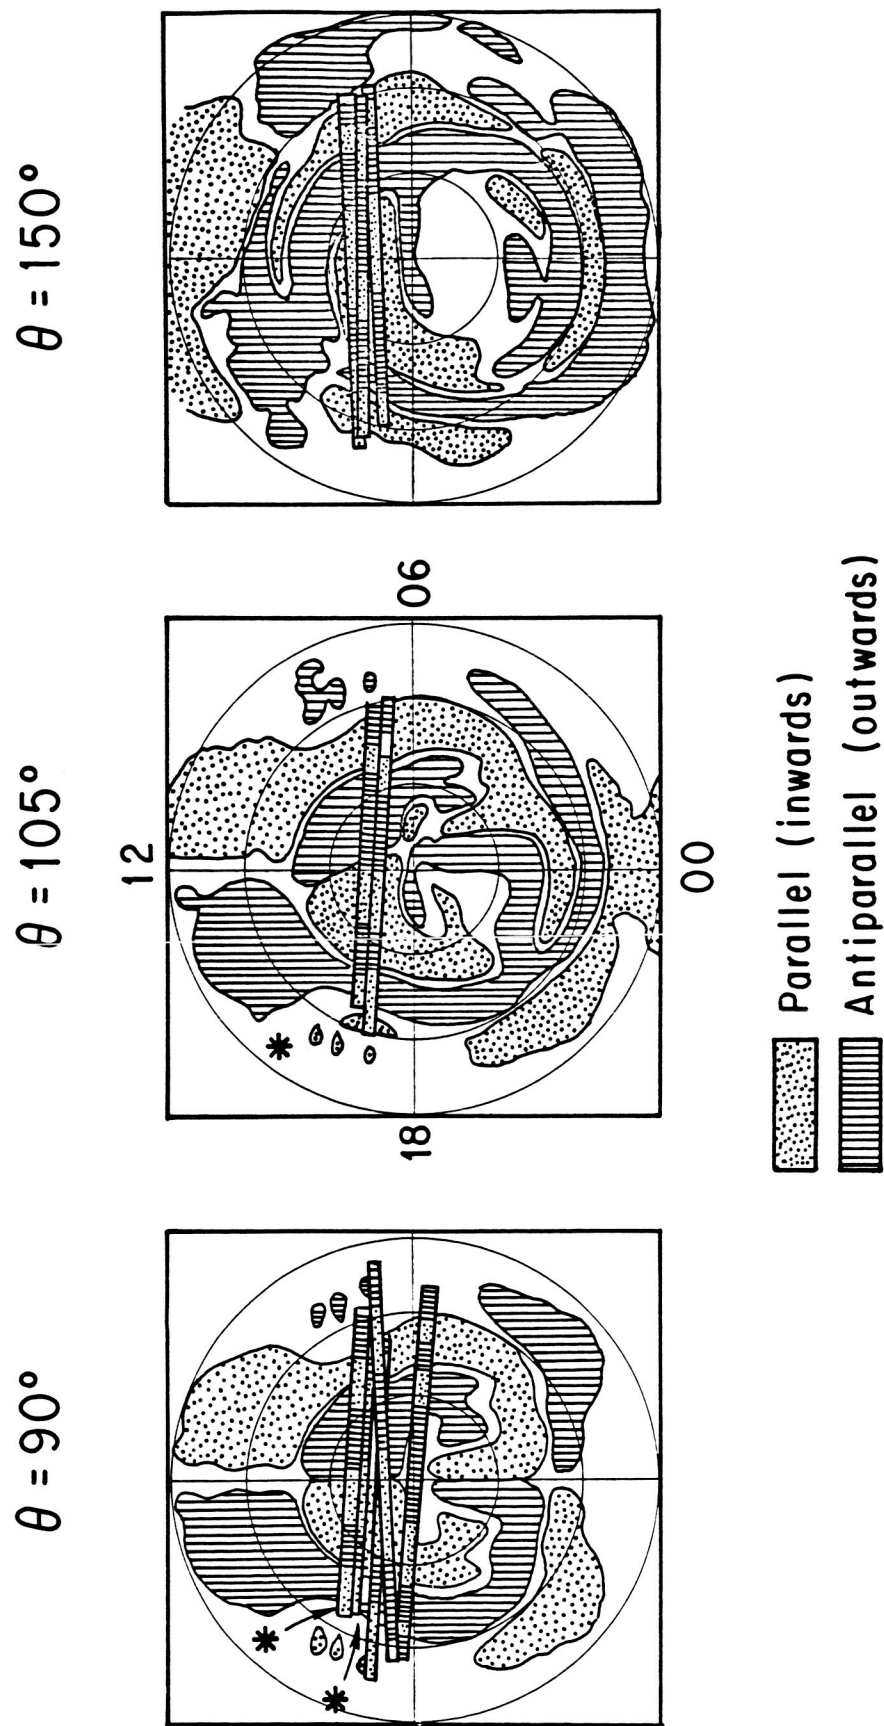 θ = 90°
θ = 105°
θ = 150°
12
18
06
00
*
*
*
Parallel (inwards)
Antiparallel (outwards)